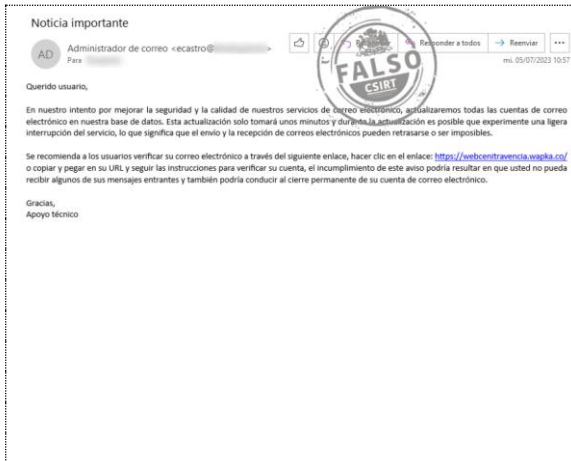 Noticia importante
AD
Administrador de correo <ecastro@
Para
Responder a todos
Reenviar
mi. 05/07/2023 10:57
FALSO
CSIRT
Querido usuario,
En nuestro intento por mejorar la seguridad y la calidad de nuestros servicios de correo electrónico, actualizaremos todas las cuentas de correo
electrónico en nuestra base de datos. Esta actualización solo tomará unos minutos y durante la actualización es posible que experimente una ligera
interrupción del servicio, lo que significa que el envío y la recepción de correos electrónicos pueden retrasarse o ser imposibles.
Se recomienda a los usuarios verificar su correo electrónico a través del siguiente enlace, hacer clic en el enlace: https://webcenitravencia.wapka.co/
o copiar y pegar en su URL y seguir las instrucciones para verificar su cuenta, el incumplimiento de este aviso podría resultar en que usted no pueda
recibir algunos de sus mensajes entrantes y también podría conducir al cierre permanente de su cuenta de correo electrónico.
Gracias,
Apoyo técnico